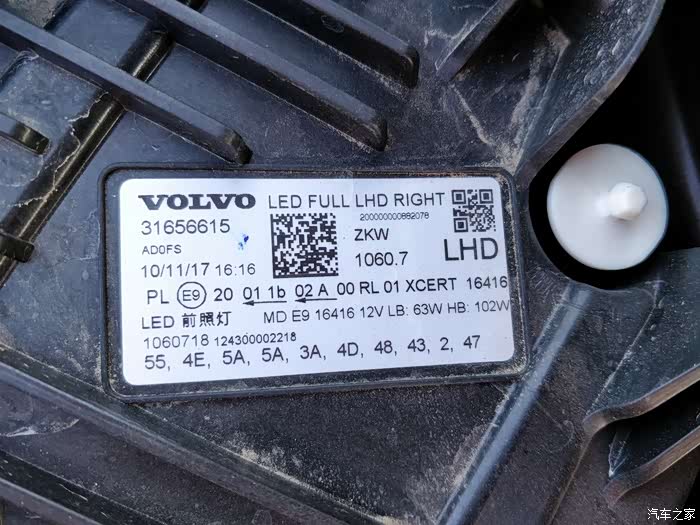 VOLVO LED FULL LHD RIGHT
31656615
200000000882078
AD0FS
ZKW
10/11/17 16:16
1060.7
LHD
PL E9 20 01 1b 02 A 00 RL 01 XCERT 16416
LED 前照灯 MD E9 16416 12V LB: 63W HB: 102W
1060718 124300002218
55, 4E, 5A, 5A, 3A, 4D, 48, 43, 2, 47
汽车之家